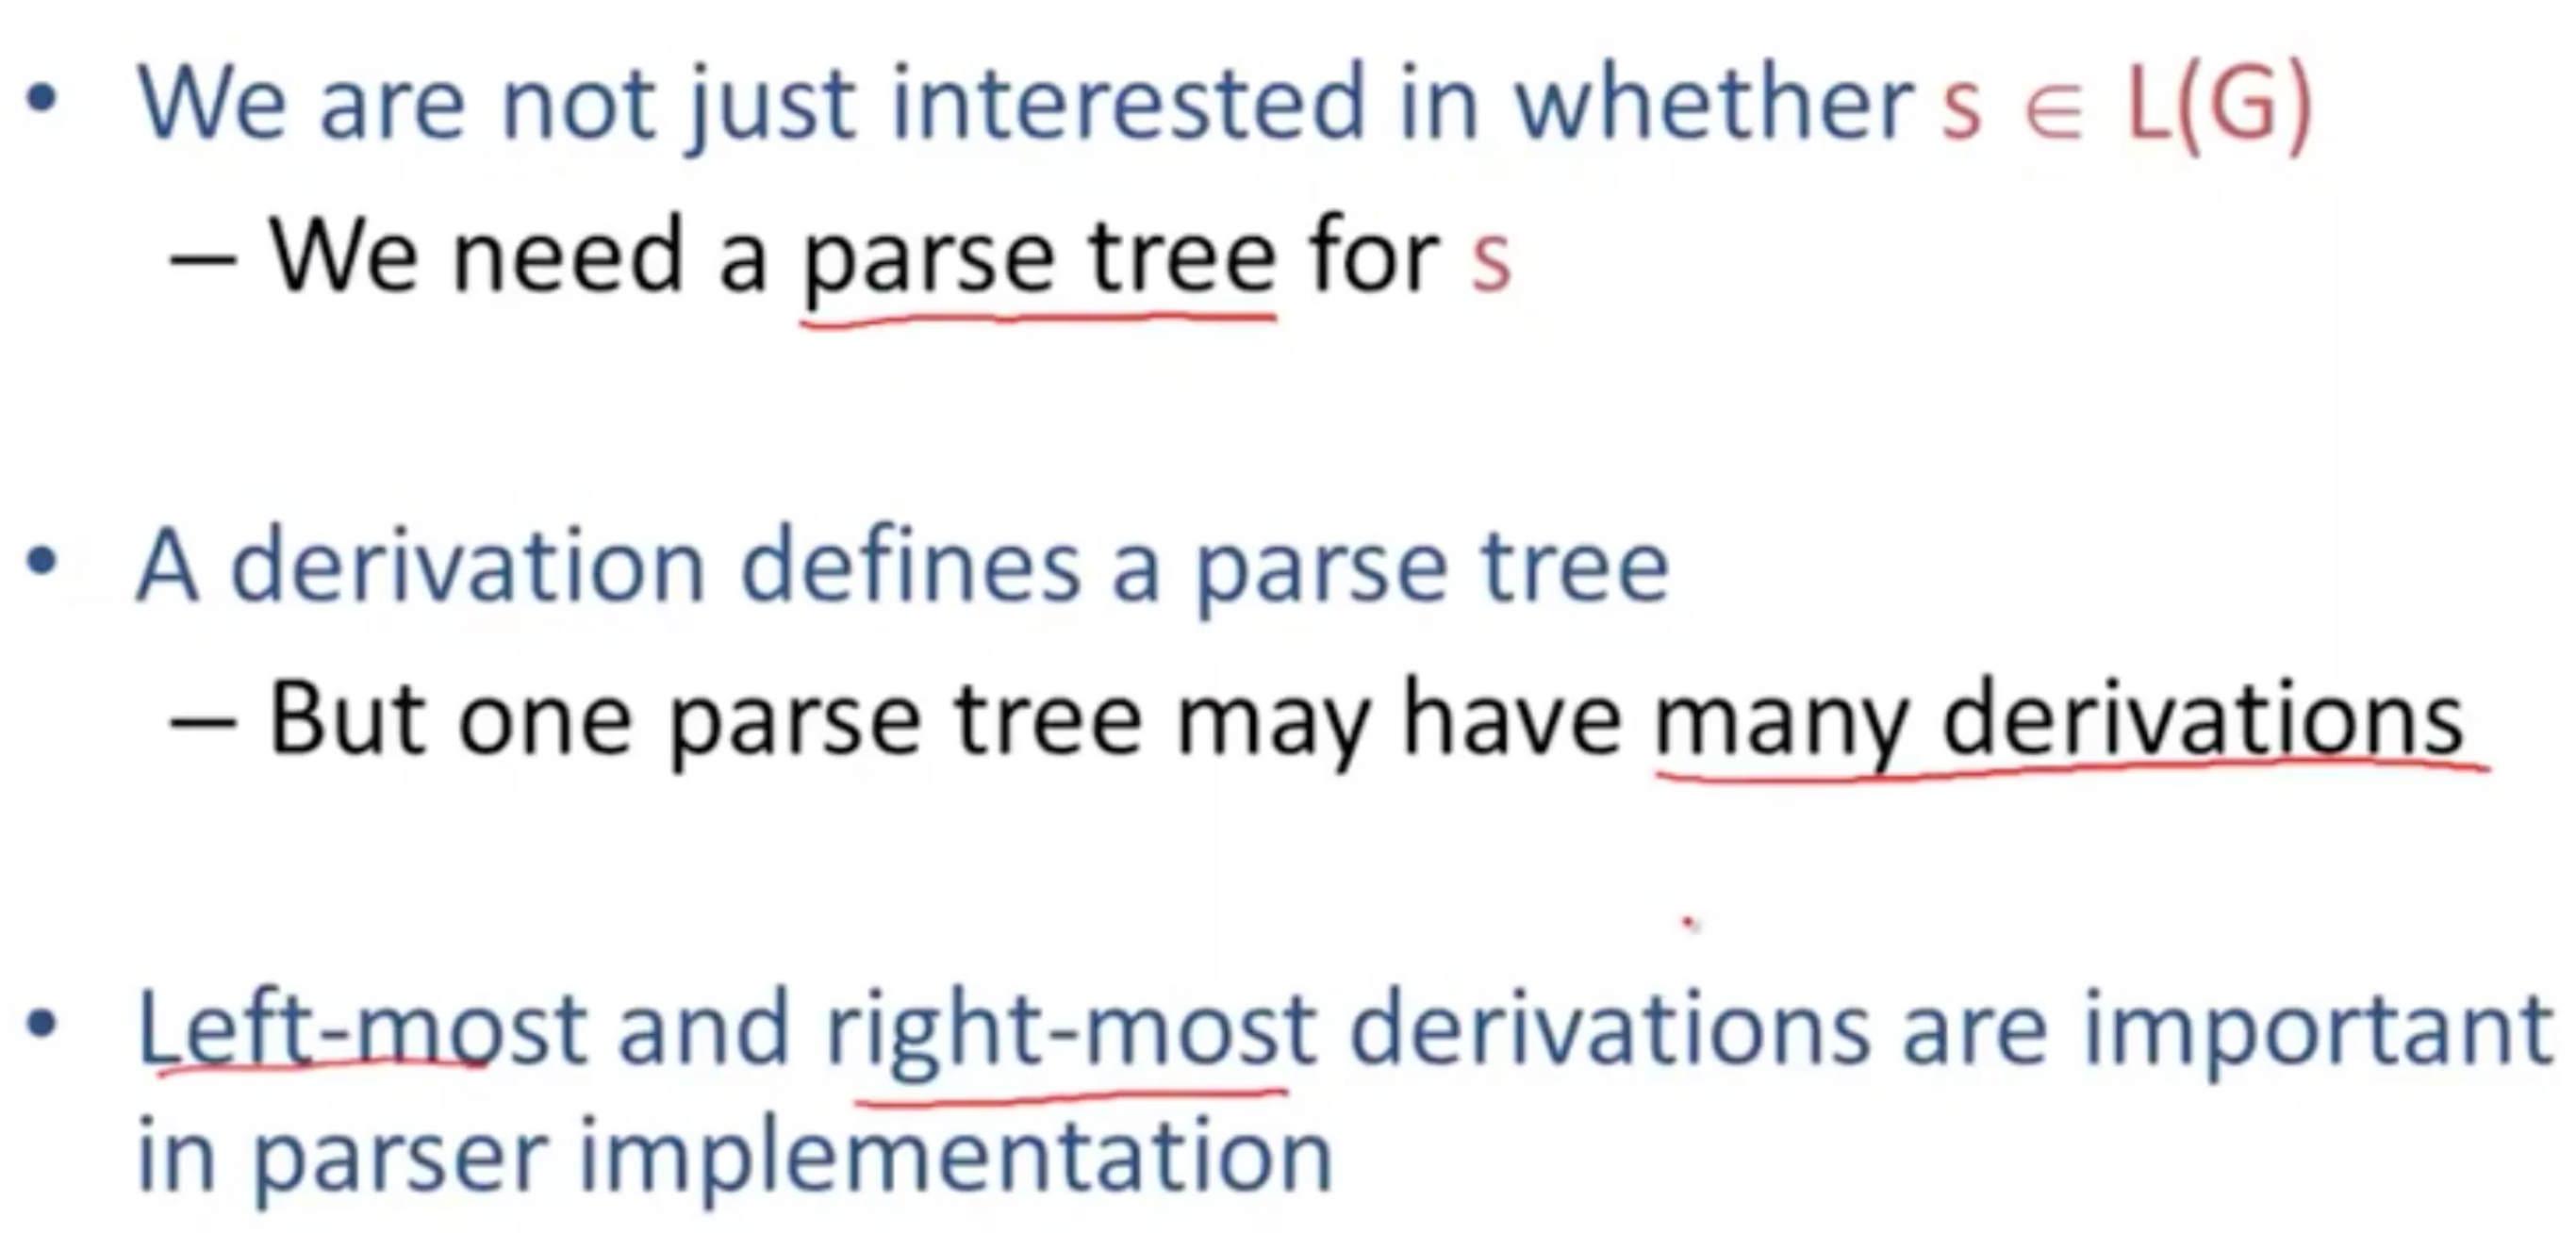 • We are not just interested in whether s ∈ L(G)
– We need a parse tree for s
• A derivation defines a parse tree
– But one parse tree may have many derivations
• Left-most and right-most derivations are important
in parser implementation